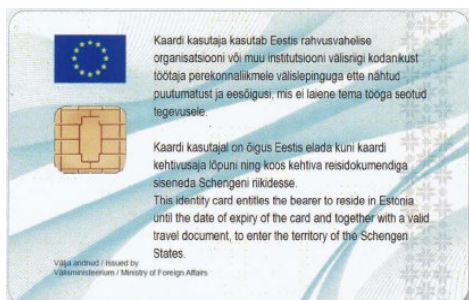 Kaardi kasutaja kasutab Eestis rahvusvahelise
organisatsiooni või muu institutsiooni välisriigi kodanikust
töötaja perekonnaliikmele välislepinguga ette nähtud
puutumatust ja eesõigusi, mis ei laiene tema tööga seotud
tegevusele.
Kaardi kasutajal on õigus Eestis elada kuni kaardi
kehtivusaja lõpuni ning koos kehtiva reisidokumendiga
siseneda Schengeni riikidesse.
This identity card entitles the bearer to reside in Estonia
until the date of expiry of the card and together with a valid
travel document, to enter the territory of the Schengen
States.
Välja andnud / Issued by
Välisministeerium / Ministry of Foreign Affairs